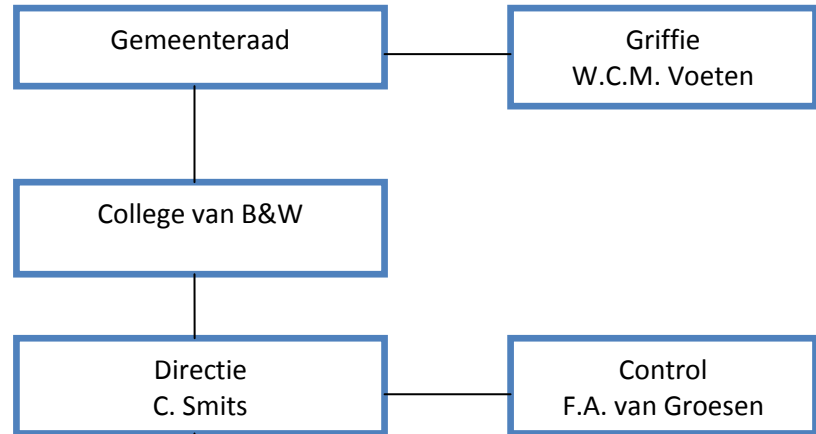 Gemeenteraad
Griffie
W.C.M. Voeten
College van B&W
Directie
C. Smits
Control
F.A. van Groesen